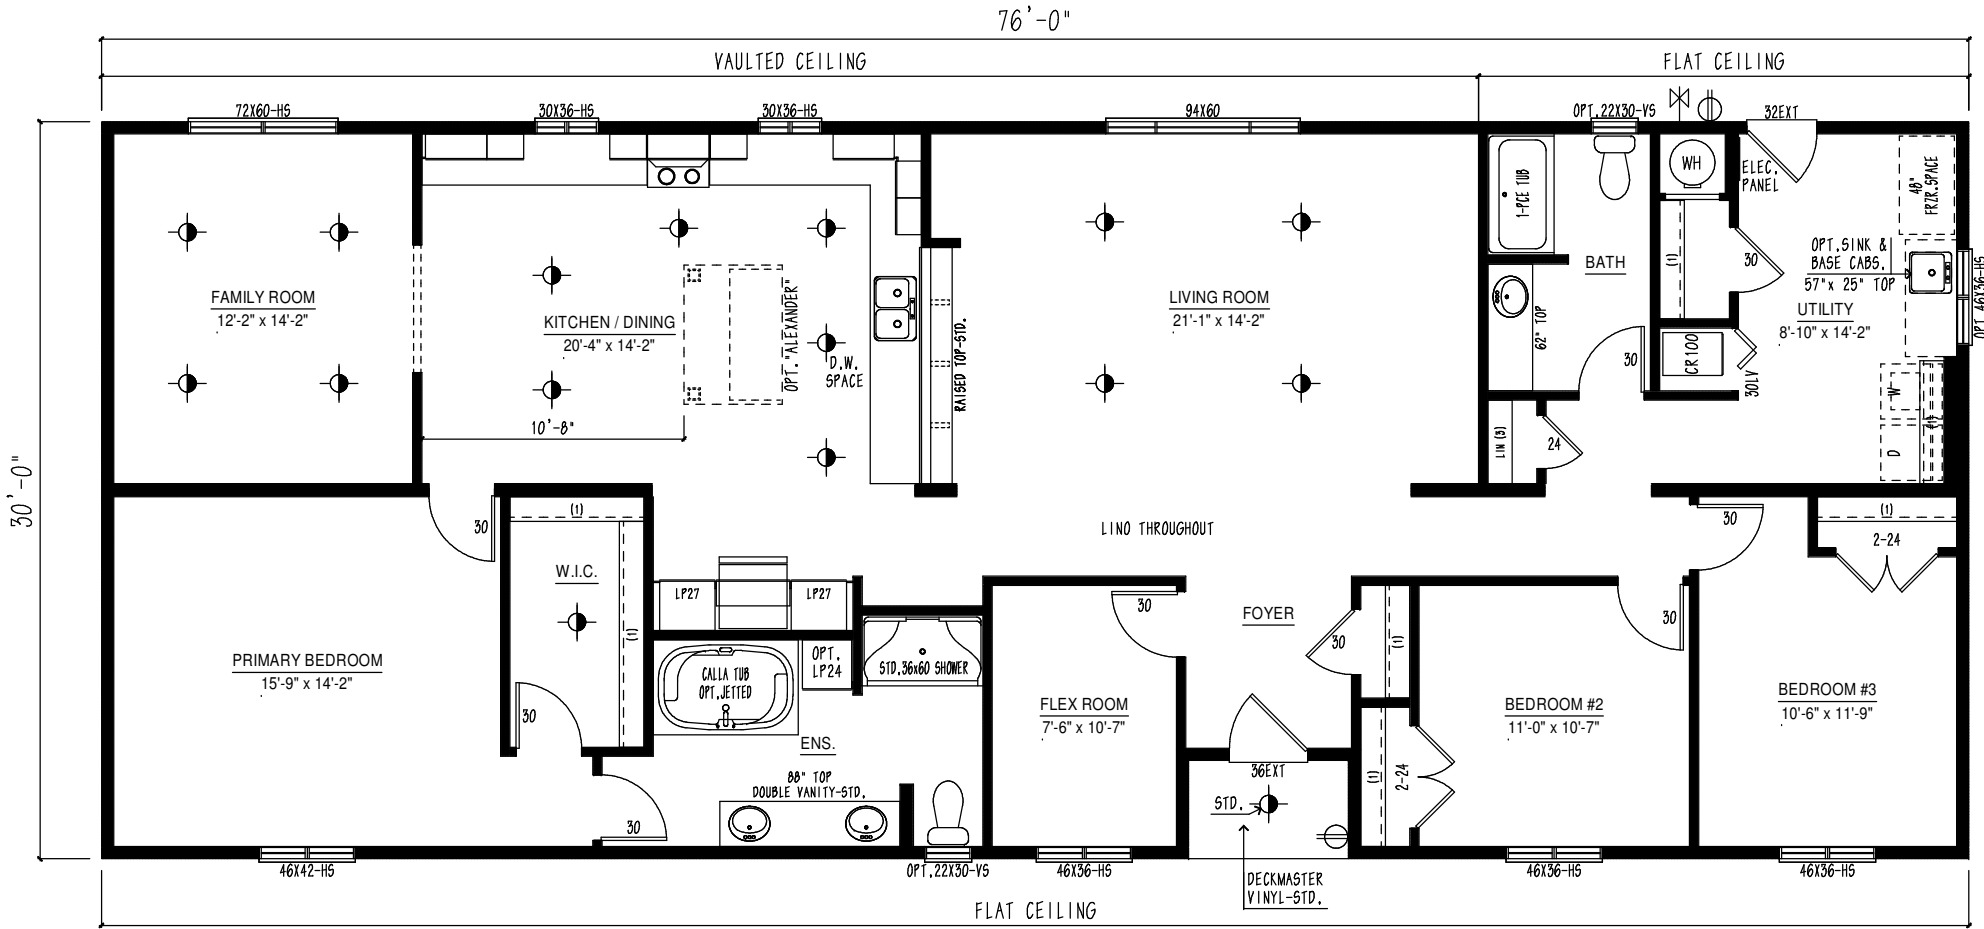 76'-0"
VAULTED CEILING
FLAT CEILING
72X60-HS
30X36-HS
30X36-HS
94X60
OPT.22X30-VS
32EXT
30'-0"
FAMILY ROOM
12'-2" x 14'-2"
KITCHEN / DINING
20'-4" x 14'-2"
10'-8"
OPT. "ALEXANDER"
D.W.
SPACE
RAISED TOP-STD.
LIVING ROOM
21'-1" x 14'-2"
1-PCE TUB
BATH
62" TOP
30
LIN (3)
24
WH
(1)
30
CR100
30LV
ELEC.
PANEL
48"
FRZR.SPACE
OPT.SINK &
BASE CABS.
57"x 25" TOP
UTILITY
8'-10" x 14'-2"
OPT.46X36-HS
W
D
(1)
30
(1)
W.I.C.
(1)
30
LINO THROUGHOUT
LP27
LP27
PRIMARY BEDROOM
15'-9" x 14'-2"
CALLA TUB
OPT.JETTED
OPT.
LP24
STD.36x60 SHOWER
ENS.
88" TOP
DOUBLE VANITY-STD.
30
30
FLEX ROOM
7'-6" x 10'-7"
FOYER
30
(1)
36EXT
STD.
DECKMASTER
VINYL-STD.
(1)
2-24
30
BEDROOM #2
11'-0" x 10'-7"
30
(1)
2-24
BEDROOM #3
10'-6" x 11'-9"
46X42-HS
OPT.22X30-VS
46X36-HS
46X36-HS
46X36-HS
FLAT CEILING